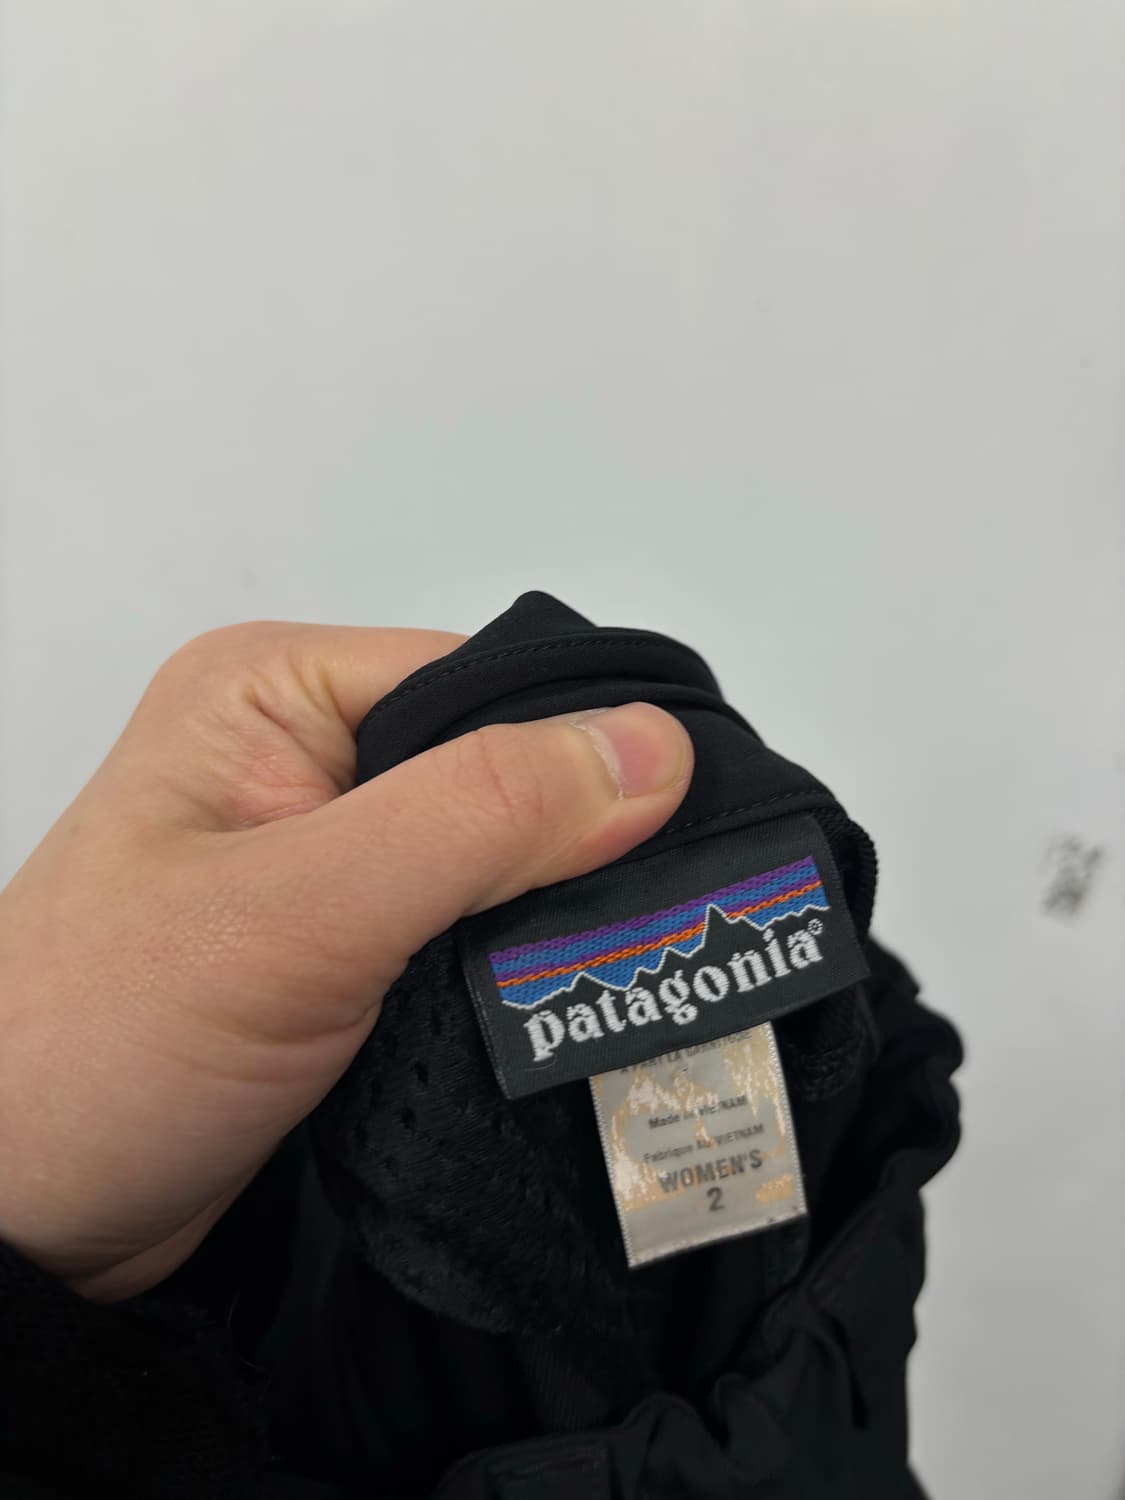 patagonia®
Made in VIETNAM
Fabriqué au VIETNAM
WOMEN'S
2